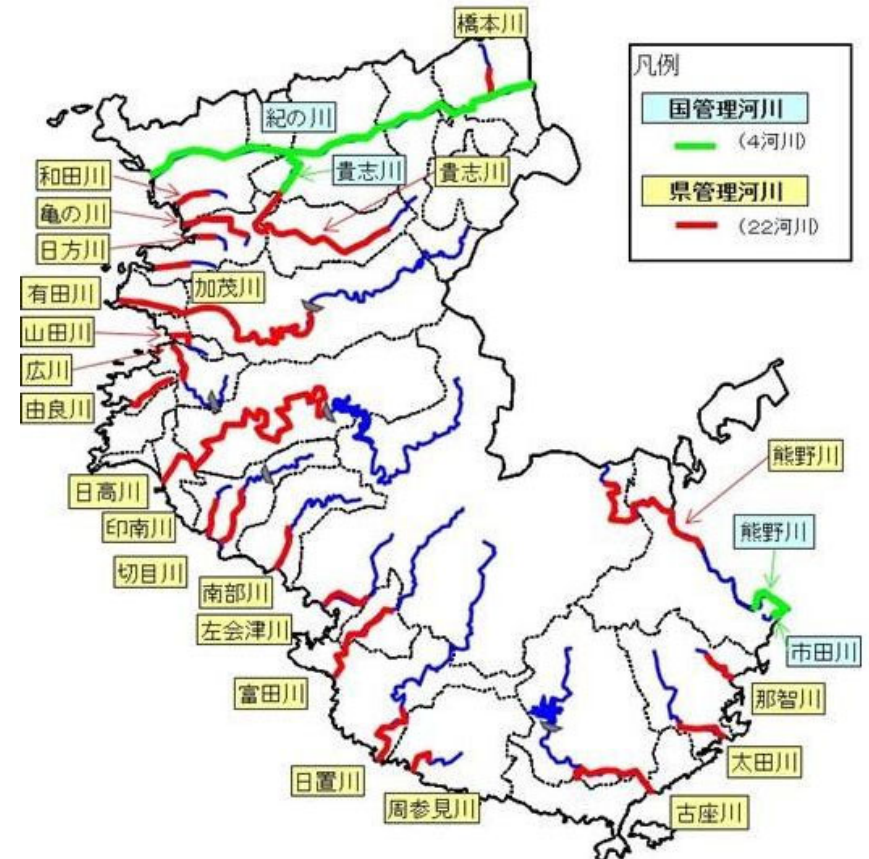 橋本川
凡例
国管理河川
(4河川)
県管理河川
(22河川)
紀の川
貴志川
貴志川
和田川
亀の川
日方川
加茂川
有田川
山田川
広川
由良川
日高川
印南川
切目川
南部川
左会津川
富田川
日置川
周参見川
熊野川
熊野川
市田川
那智川
太田川
古座川